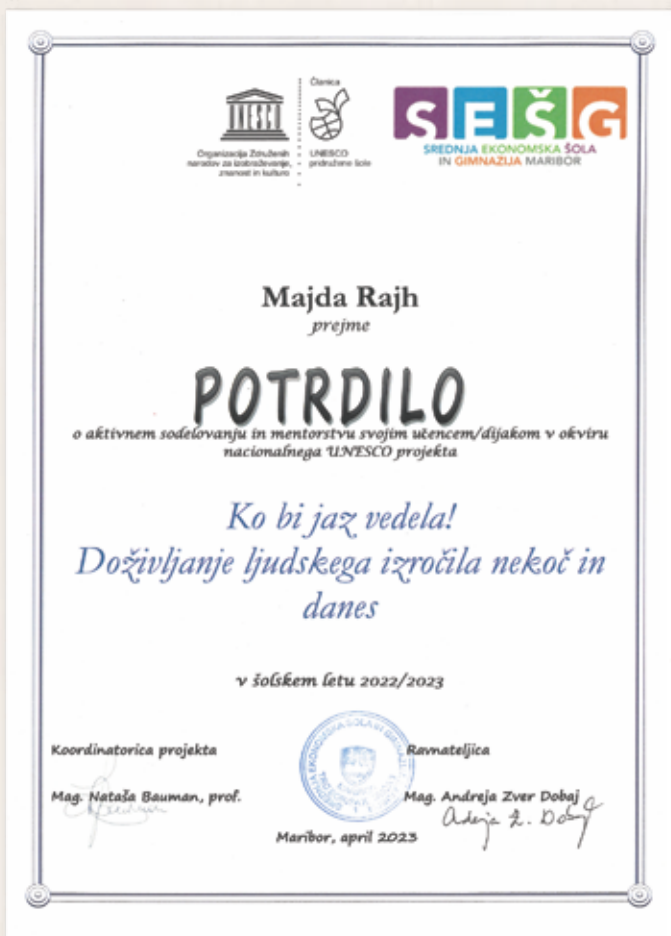 UNESCO
Organizacija Združenih
narodov za izobraževanje,
znanost in kulturo
Članica
UNESCO
pridružene šole
SEŠG
SREDNJA EKONOMSKA ŠOLA
IN GIMNAZIJA MARIBOR
Majda Rajh
prejme
POTRDILO
o aktivnem sodelovanju in mentorstvu svojim učencem/dijakom v okviru
nacionalnega UNESCO projekta
Ko bi jaz vedela!
Doživljanje ljudskega izročila nekoč in
danes
v šolskem letu 2022/2023
Koordinatorica projekta
Ravnateljica
Mag. Nataša Bauman, prof.
Mag. Andreja Zver Dobaj
Andreja Z. Dobaj
Maribor, april 2023